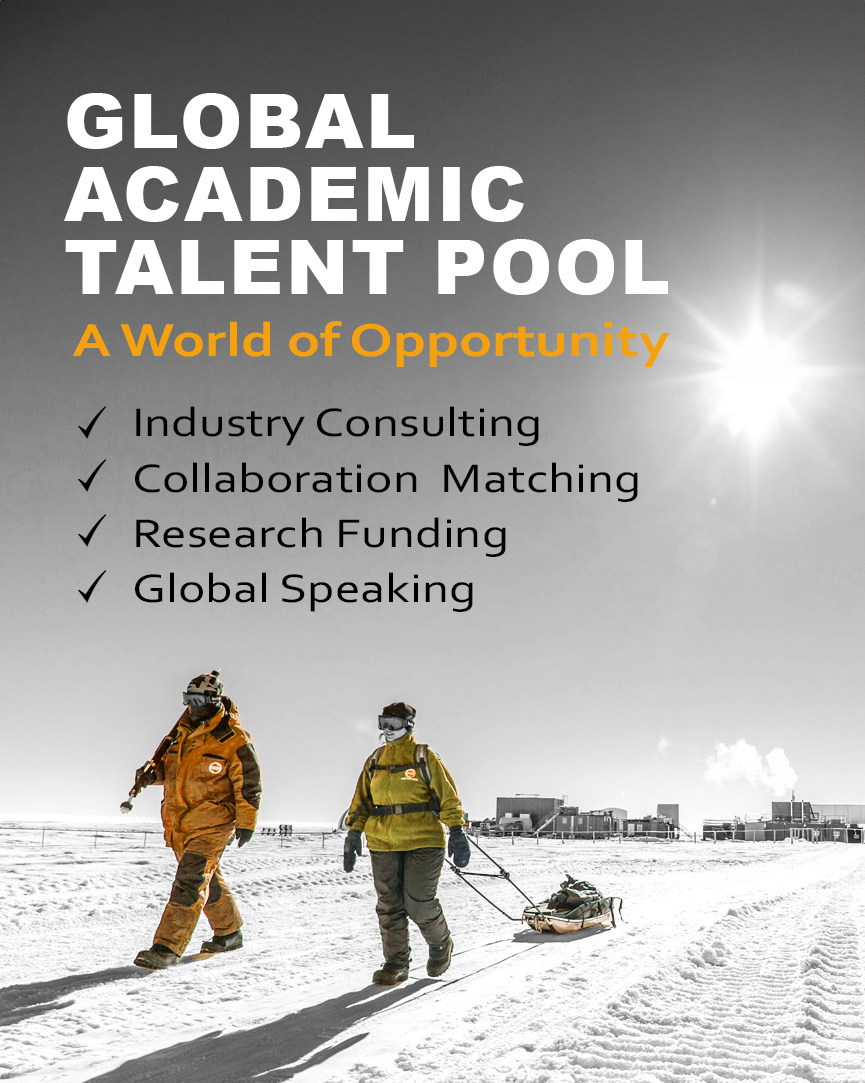 GLOBAL
ACADEMIC
TALENT POOL
A World of Opportunity
✓ Industry Consulting
✓ Collaboration Matching
✓ Research Funding
✓ Global Speaking